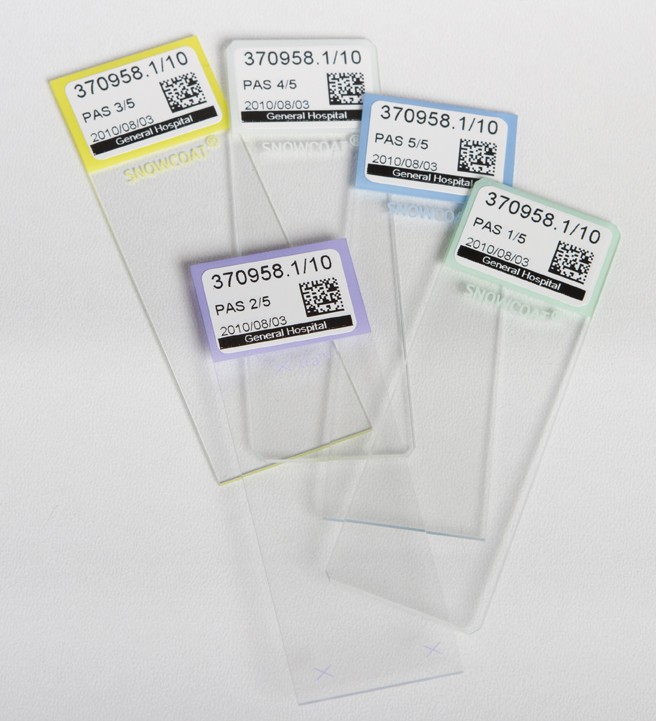 370958.1/10
PAS 3/5
2010/08/03
General Hospital
SNOWCOAT®
370958.1/10
PAS 4/5
2010/08/03
General Hospital
SNOWCOAT®
370958.1/10
PAS 5/5
2010/08/03
General Hospital
SNOWCO
370958.1/10
PAS 1/5
2010/08/03
General Hospital
SNOWCOAT®
370958.1/10
PAS 2/5
2010/08/03
General Hospital